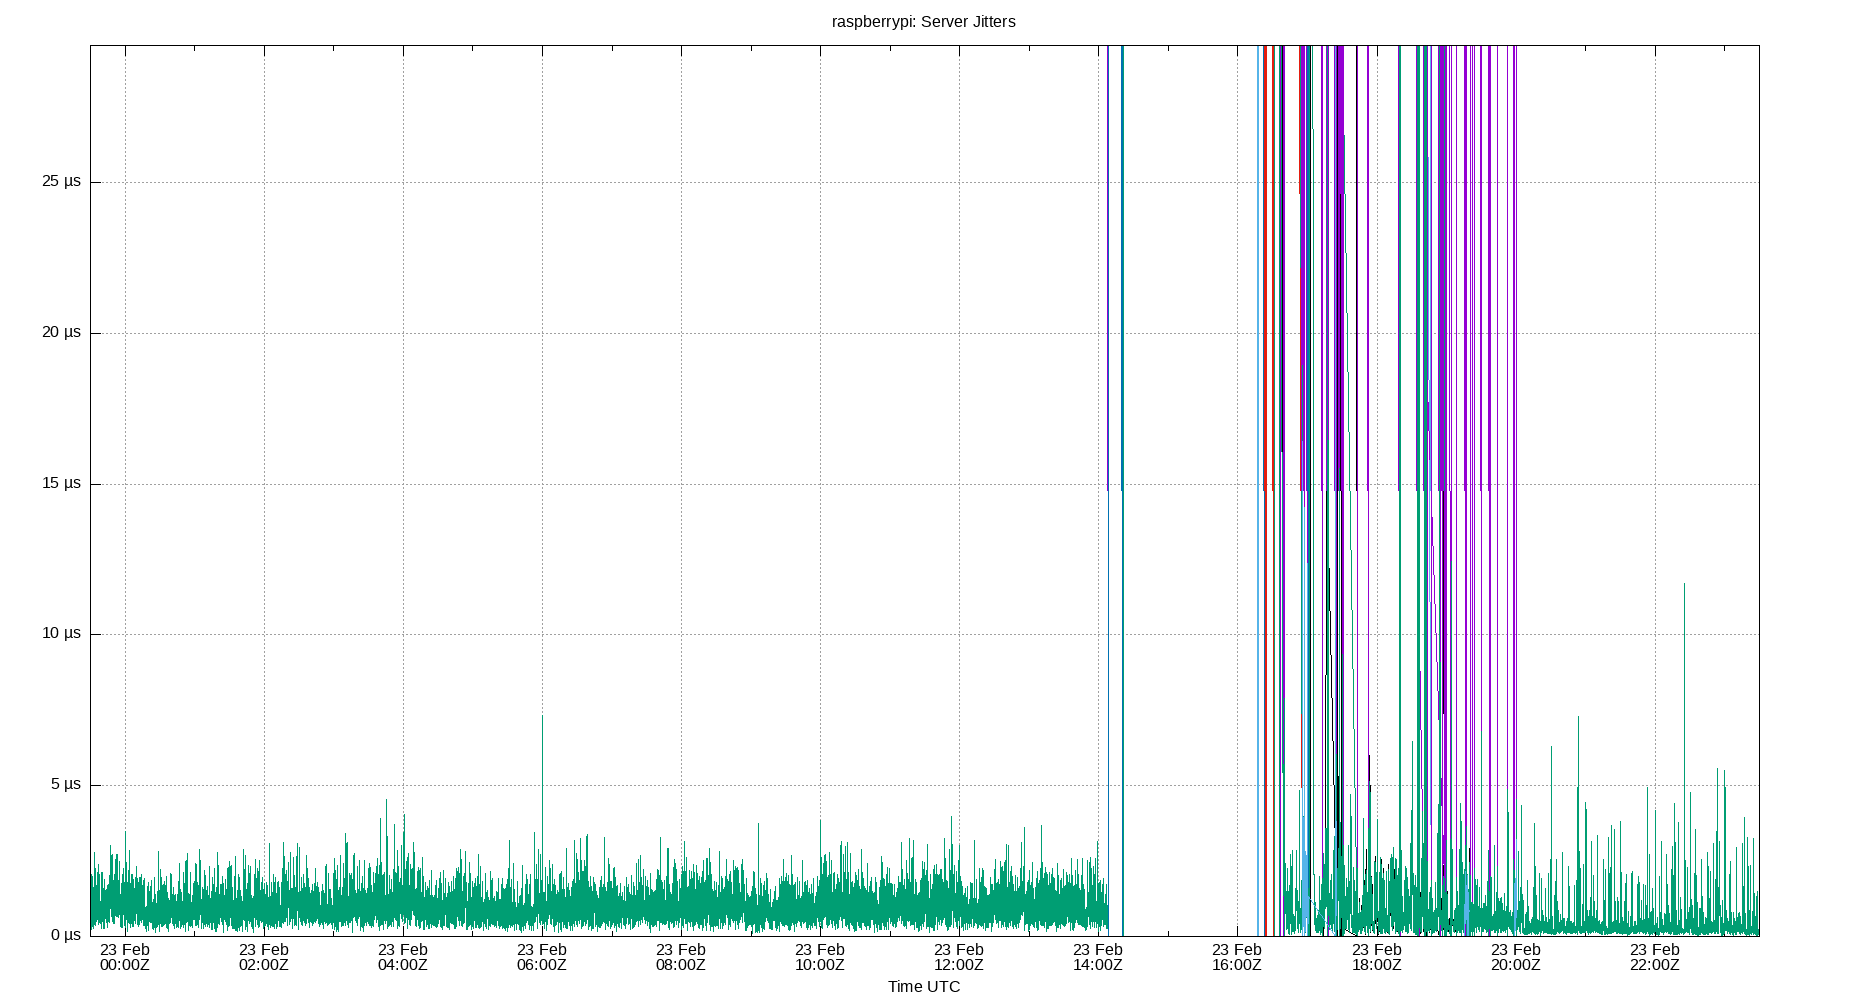 raspberrypi: Server Jitters
25 µs
20 µs
15 µs
10 µs
5 µs
0 µs
23 Feb 23 Feb 23 Feb 23 Feb 23 Feb 23 Feb 23 Feb 23 Feb 23 Feb 23 Feb 23 Feb 23 Feb
00:00Z 02:00Z 04:00Z 06:00Z 08:00Z 10:00Z 12:00Z 14:00Z 16:00Z 18:00Z 20:00Z 22:00Z
Time UTC